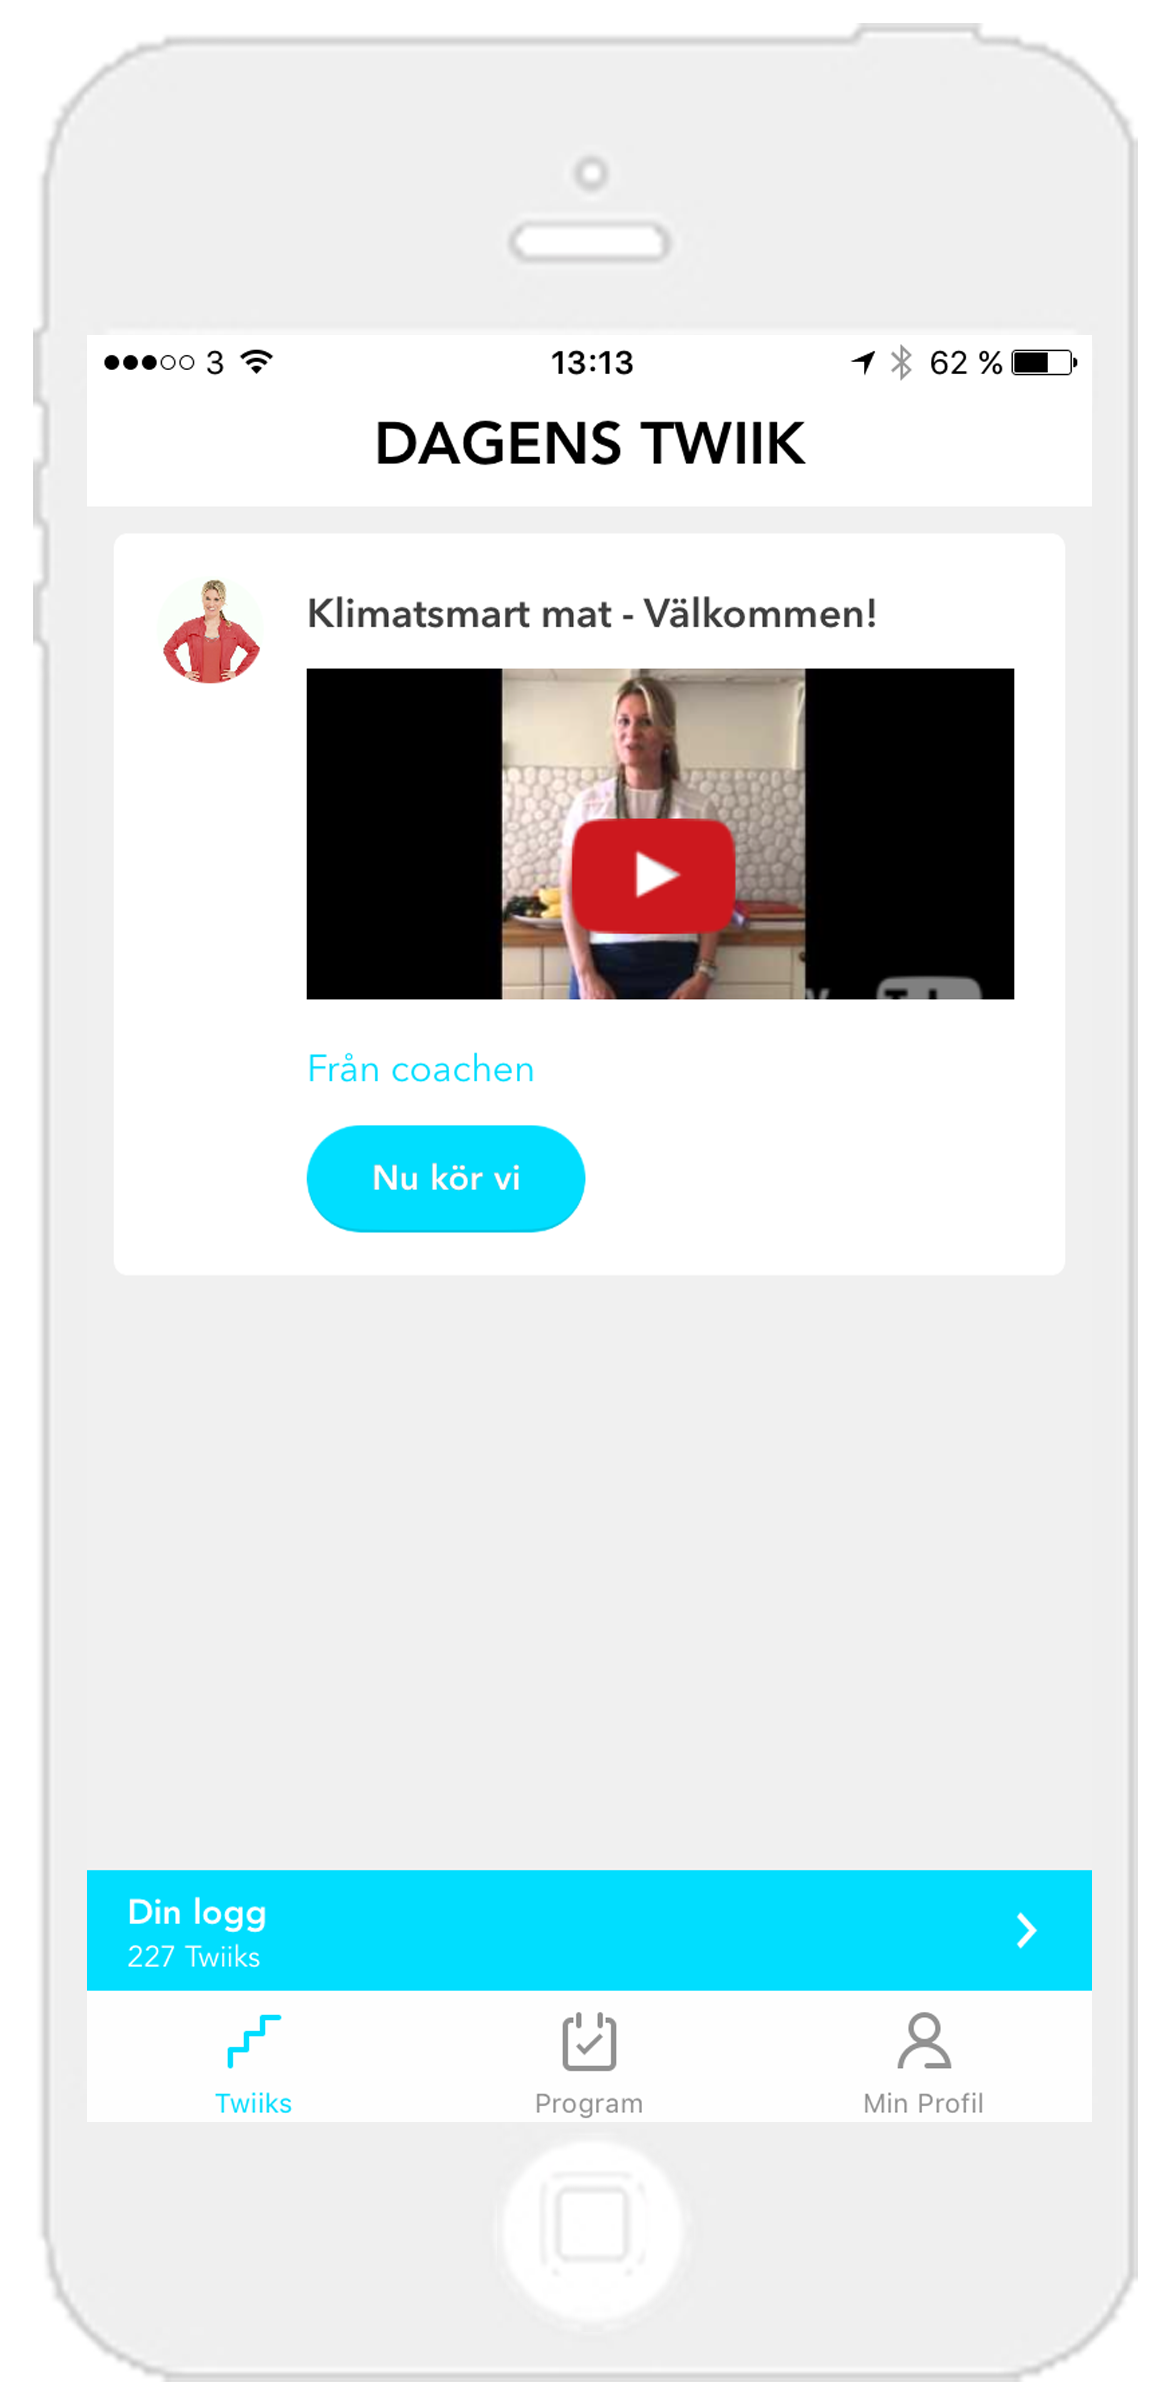 3 13:13 62 %
DAGENS TWIIK
Klimatsmart mat - Välkommen!
Från coachen
Nu kör vi
Din logg
227 Twiiks
Twiiks Program Min Profil